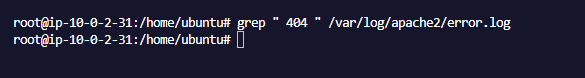 root@ip-10-0-2-31:/home/ubuntu# grep " 404 " /var/log/apache2/error.log
root@ip-10-0-2-31:/home/ubuntu#